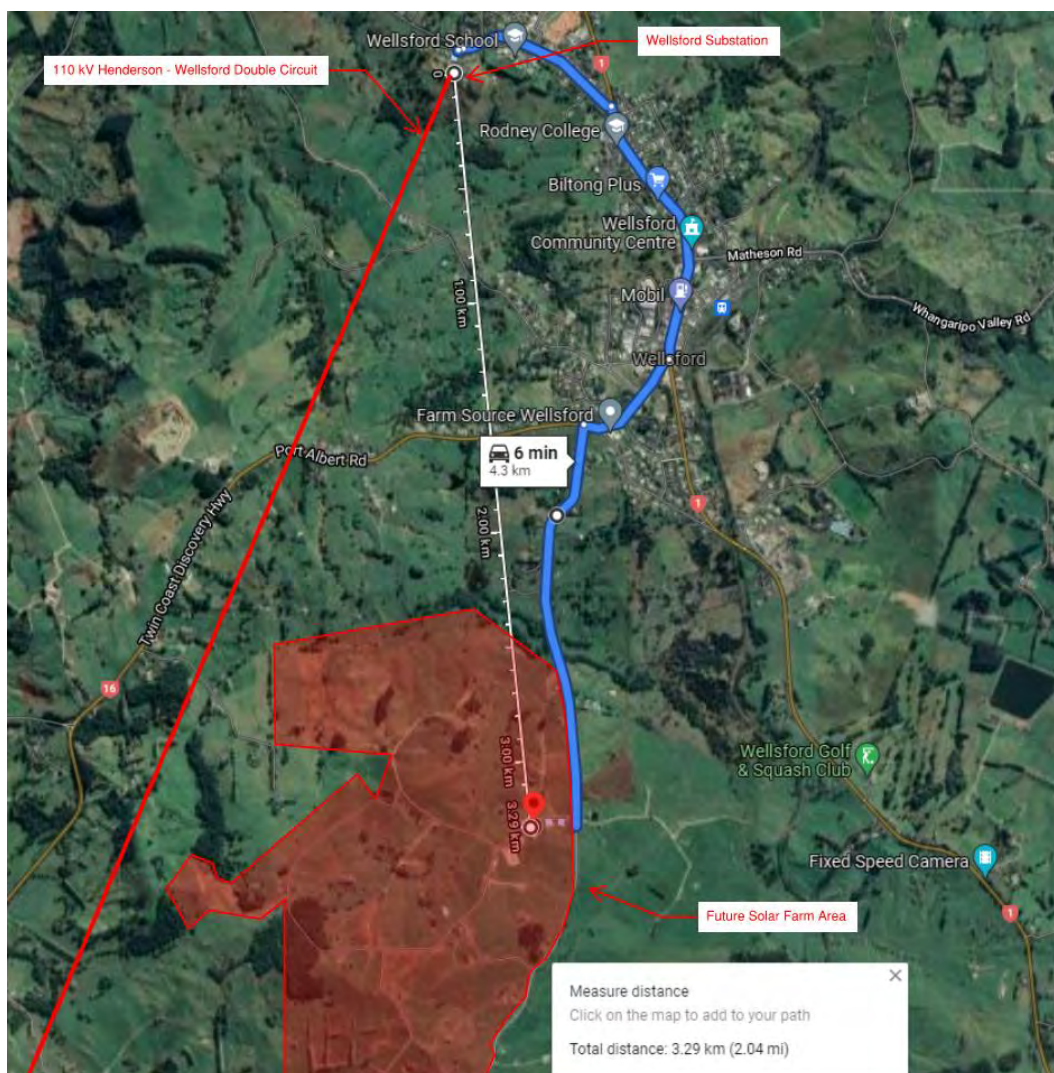 Wellsford School
Wellsford Substation
1
110 kV Henderson - Wellsford Double Circuit
0
Rodney College
Biltong Plus
Wellsford
Community Centre
Matheson Rd
Mobil
1.00 km
Whangaripo Valley Rd
Wellsford
Farm Source Wellsford
6 min
4.3 km
Port Albert Rd
1
2.00 km
Twin Coast Discovery Hwy
16
3.00 km
Wellsford Golf
& Squash Club
3.29 km
Fixed Speed Camera
Future Solar Farm Area
1
Measure distance
Click on the map to add to your path
Total distance: 3.29 km (2.04 mi)